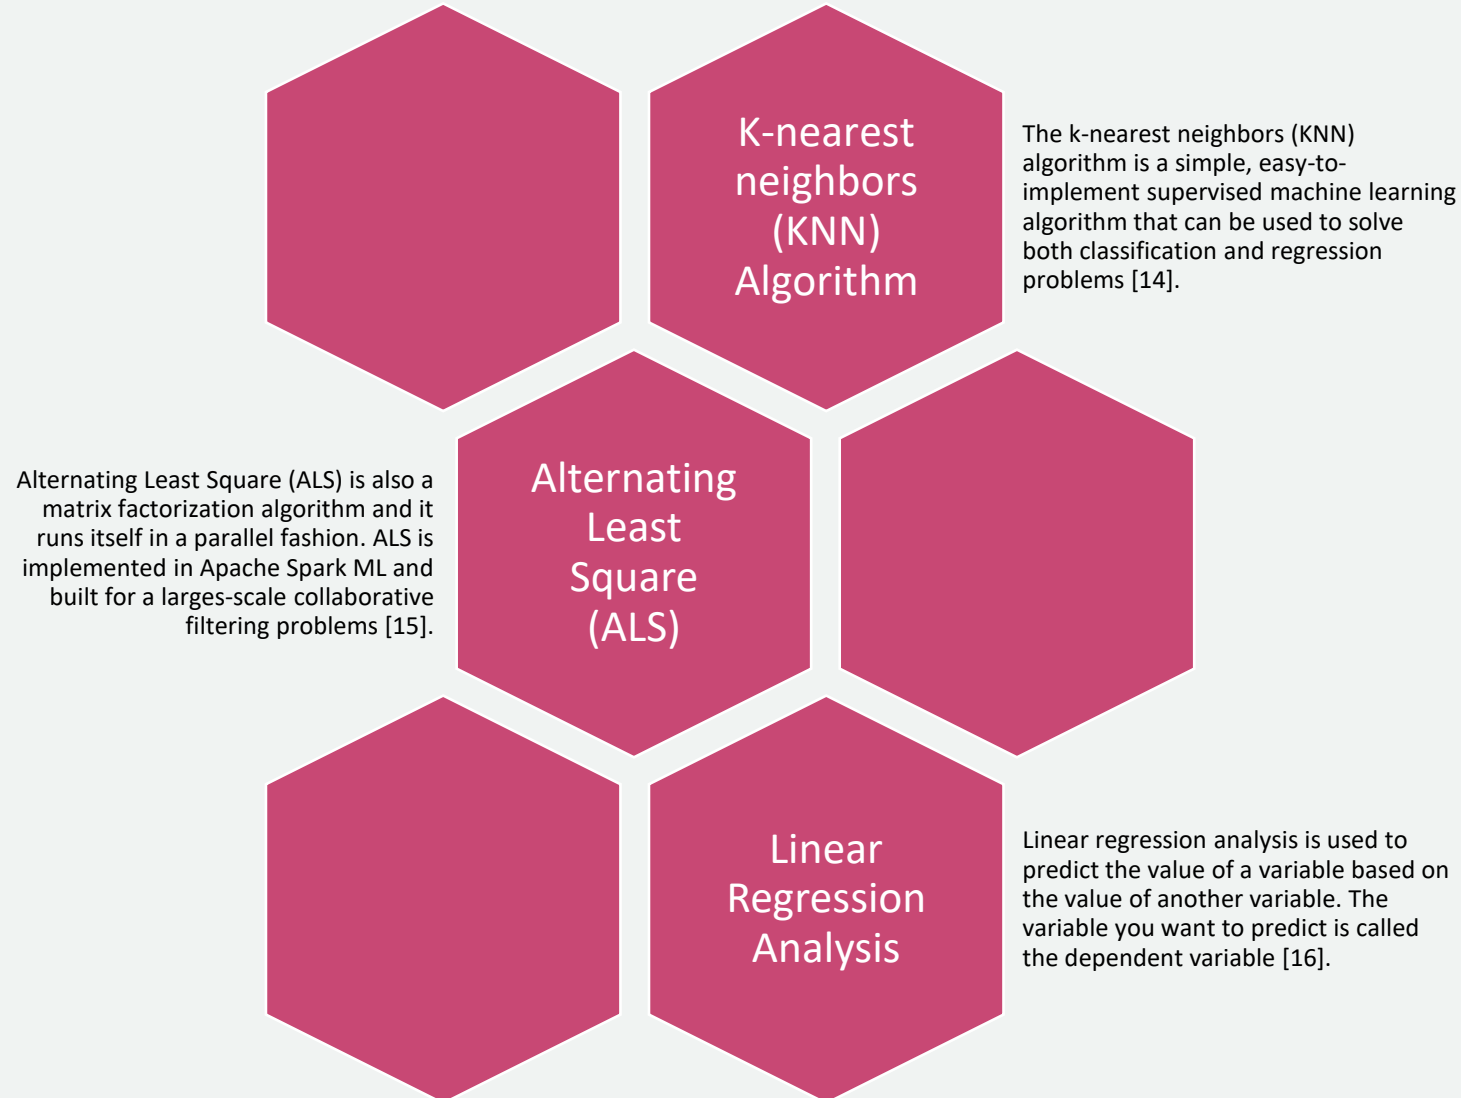 K-nearest
neighbors
(KNN)
Algorithm
The k-nearest neighbors (KNN)
algorithm is a simple, easy-to-
implement supervised machine learning
algorithm that can be used to solve
both classification and regression
problems [14].
Alternating Least Square (ALS) is also a
matrix factorization algorithm and it
runs itself in a parallel fashion. ALS is
implemented in Apache Spark ML and
built for a larges-scale collaborative
filtering problems [15].
Alternating
Least
Square
(ALS)
Linear
Regression
Analysis
Linear regression analysis is used to
predict the value of a variable based on
the value of another variable. The
variable you want to predict is called
the dependent variable [16].